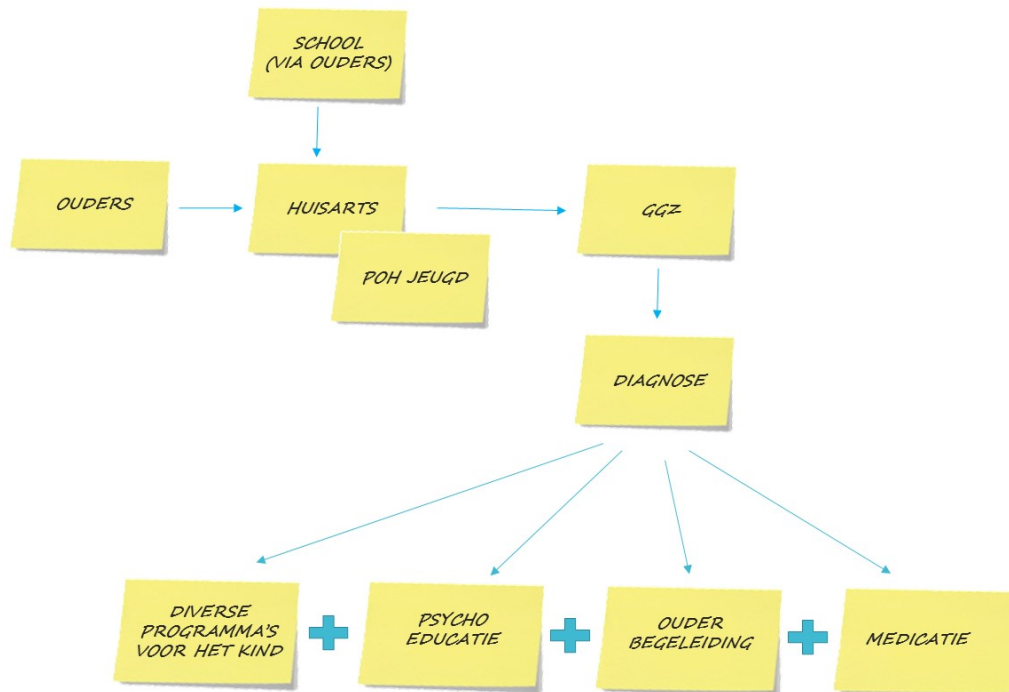 SCHOOL
(VIA OUDERS)
OUDERS
HUISARTS
GGZ
POH JEUGD
DIAGNOSE
DIVERSE
PROGRAMMA'S
VOOR HET KIND
PSYCHO
EDUCATIE
OUDER
BEGELEIDING
MEDICATIE